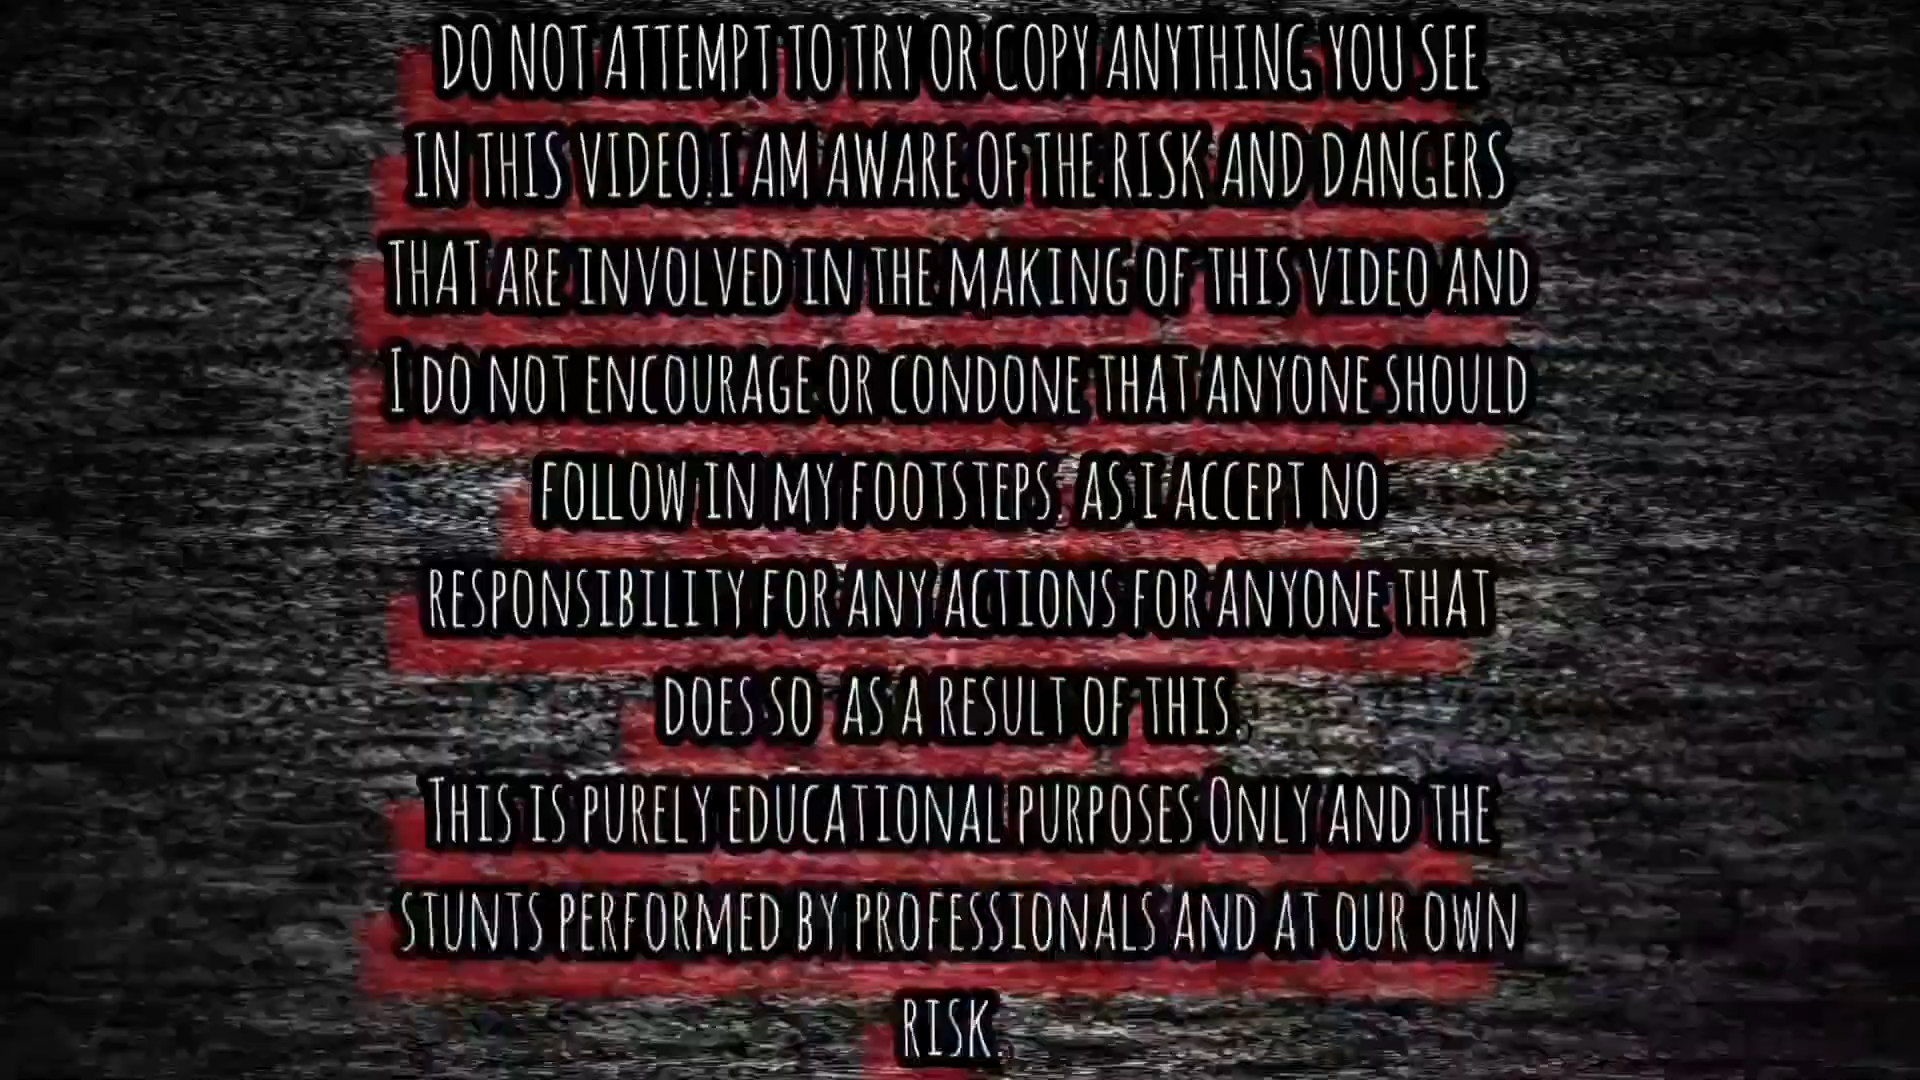 DO NOT ATTEMPT TO TRY OR COPY ANYTHING YOU SEE
IN THIS VIDEO.I AM AWARE OF THE RISK AND DANGERS
THAT ARE INVOLVED IN THE MAKING OF THIS VIDEO AND
I DO NOT ENCOURAGE OR CONDONE THAT ANYONE SHOULD
FOLLOW IN MY FOOTSTEPS. AS I ACCEPT NO
RESPONSIBILITY FOR ANY ACTIONS FOR ANYONE THAT
DOES SO AS A RESULT OF THIS.
THIS IS PURELY EDUCATIONAL PURPOSES ONLY AND THE
STUNTS PERFORMED BY PROFESSIONALS AND AT OUR OWN
RISK.